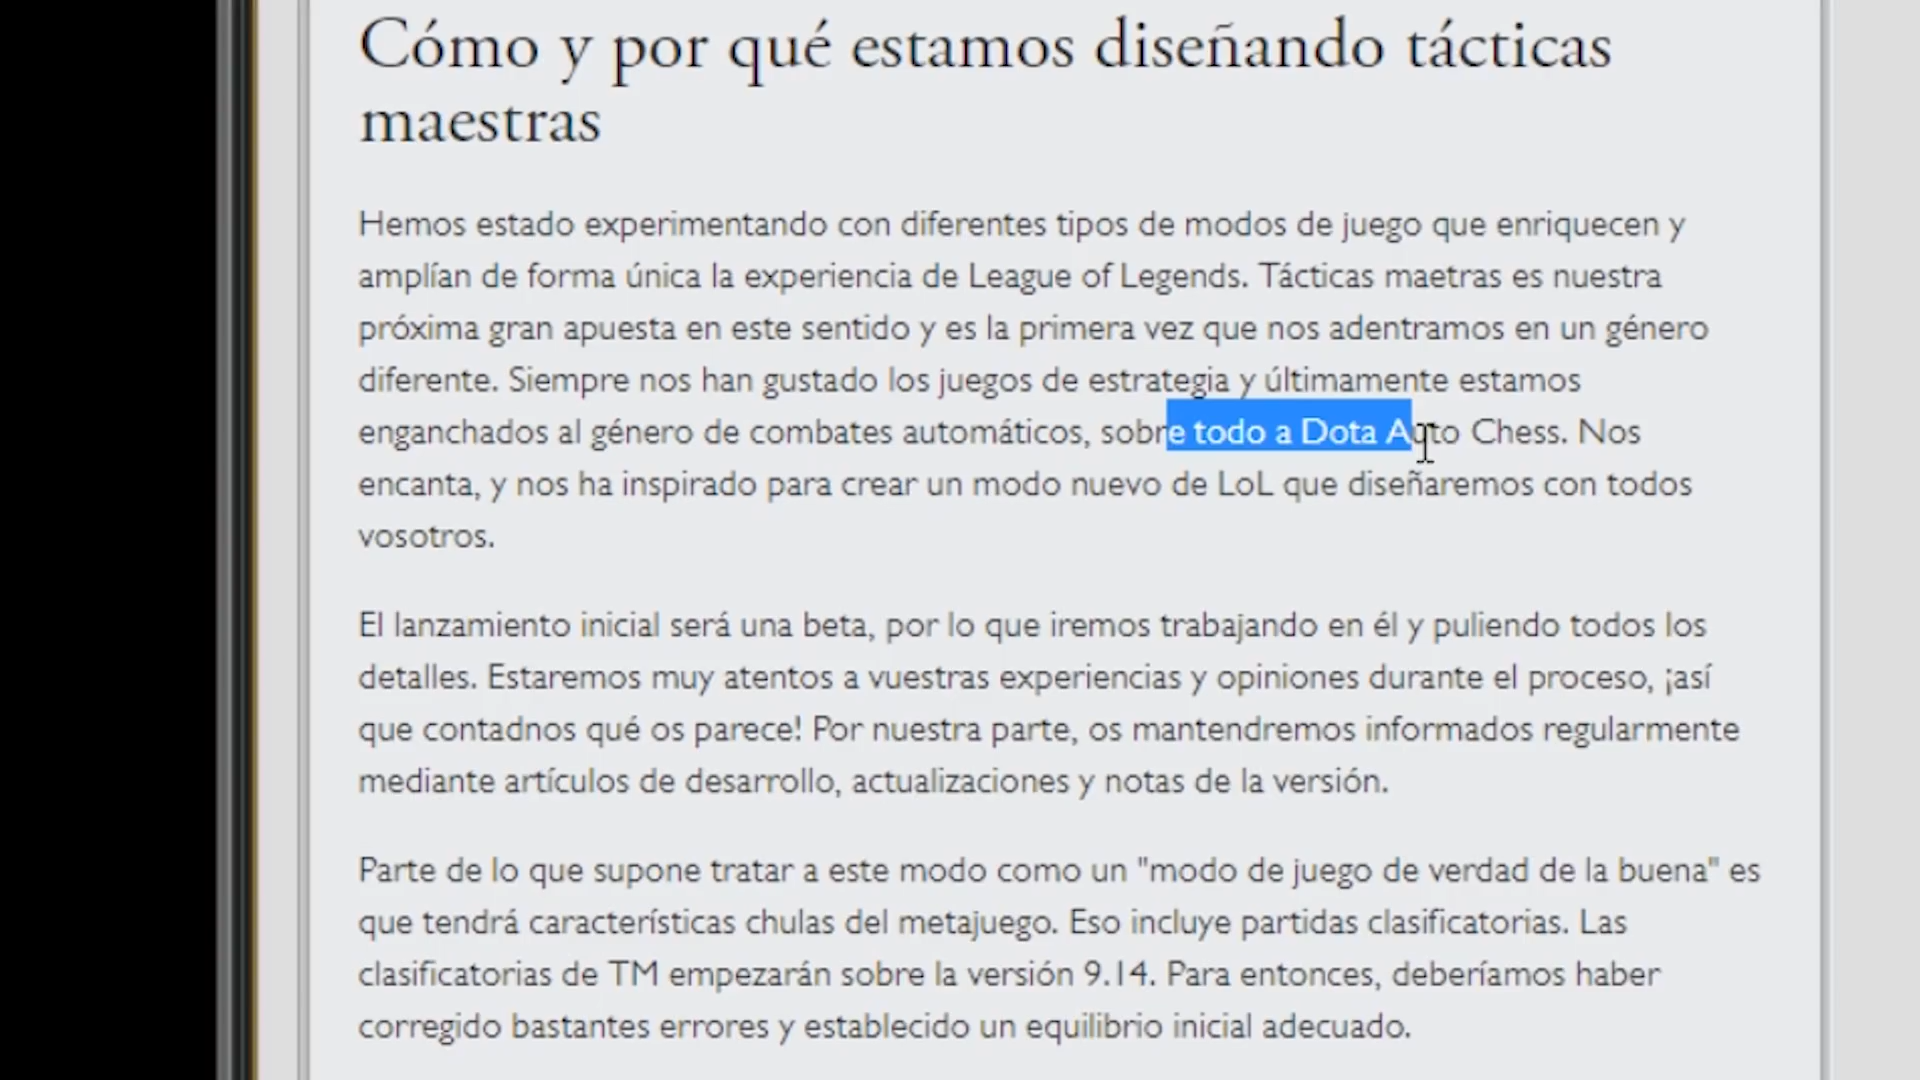 Cómo y por qué estamos diseñando tácticas
maestras
Hemos estado experimentando con diferentes tipos de modos de juego que enriquecen y
amplían de forma única la experiencia de League of Legends. Tácticas maetras es nuestra
próxima gran apuesta en este sentido y es la primera vez que nos adentramos en un género
diferente. Siempre nos han gustado los juegos de estrategia y últimamente estamos
enganchados al género de combates automáticos, sobre todo a Dota Auto Chess. Nos
encanta, y nos ha inspirado para crear un modo nuevo de LoL que diseñaremos con todos
vosotros.
El lanzamiento inicial será una beta, por lo que iremos trabajando en él y puliendo todos los
detalles. Estaremos muy atentos a vuestras experiencias y opiniones durante el proceso, ¡así
que contadnos qué os parece! Por nuestra parte, os mantendremos informados regularmente
mediante artículos de desarrollo, actualizaciones y notas de la versión.
Parte de lo que supone tratar a este modo como un "modo de juego de verdad de la buena" es
que tendrá características chulas del metajuego. Eso incluye partidas clasificatorias. Las
clasificatorias de TM empezarán sobre la versión 9.14. Para entonces, deberíamos haber
corregido bastantes errores y establecido un equilibrio inicial adecuado.